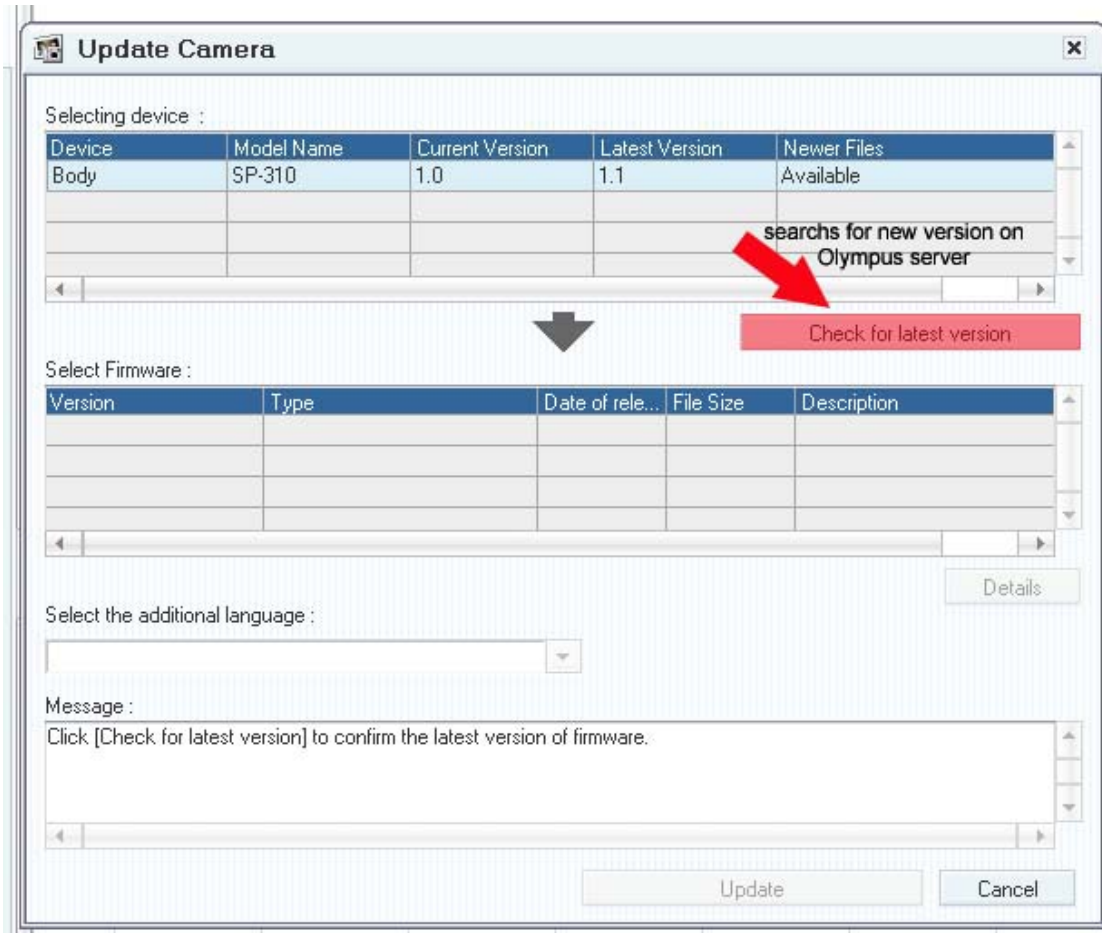 Update Camera
Selecting device :
Device Model Name Current Version Latest Version Newer Files
Body SP-310 1.0 1.1 Available
searchs for new version on
Olympus server
Check for latest version
Select Firmware :
Version Type Date of rele... File Size Description
Details
Select the additional language :
Message :
Click [Check for latest version] to confirm the latest version of firmware.
Update Cancel